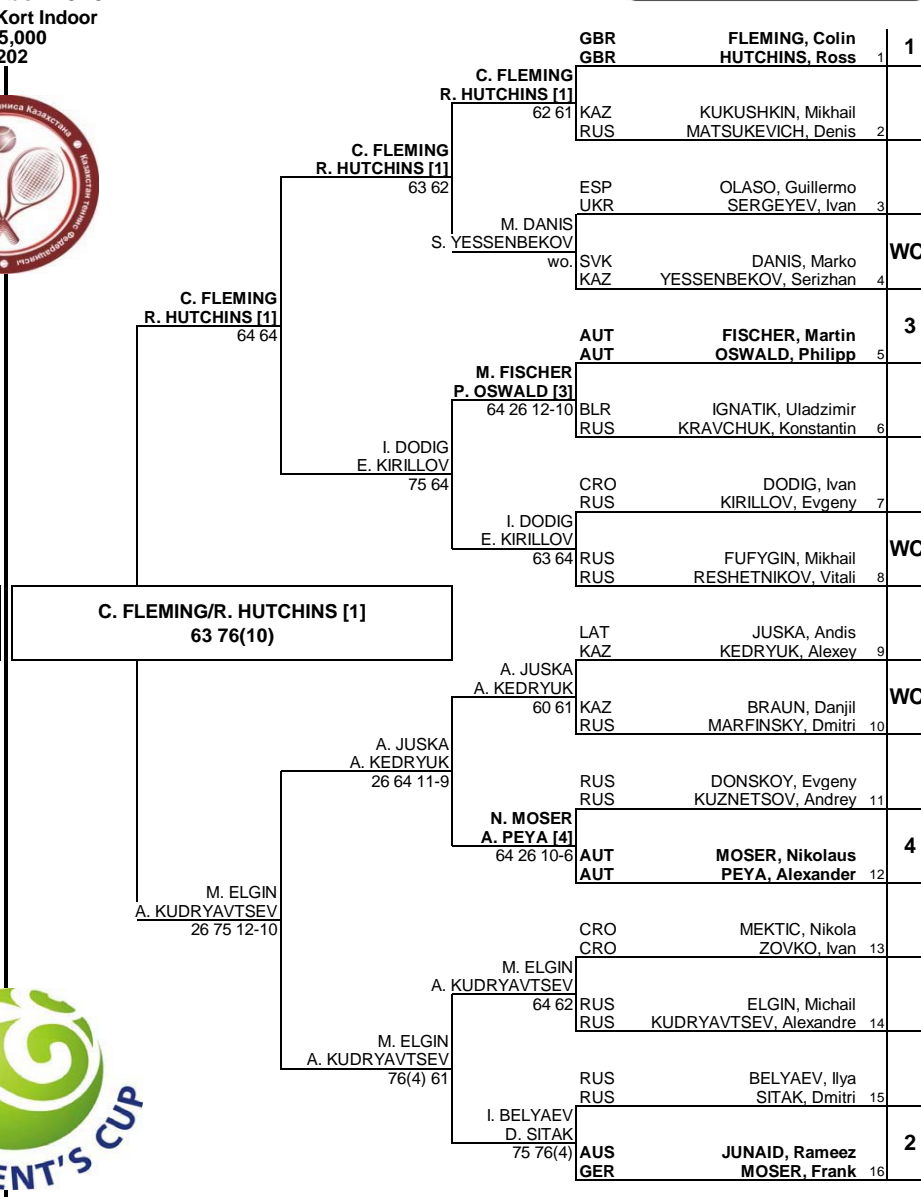 Kort Indoor
5,000
202
GBR FLEMING, Colin 1
GBR HUTCHINS, Ross 1
C. FLEMING
R. HUTCHINS [1]
62 61 KAZ KUKUSHKIN, Mikhail
RUS MATSUKEVICH, Denis 2
C. FLEMING
R. HUTCHINS [1]
63 62
ESP OLASO, Guillermo
UKR SERGEYEV, Ivan 3
M. DANIS
S. YESSENBEKOV
wo. SVK DANIS, Marko WC
KAZ YESSENBEKOV, Serizhan 4
C. FLEMING
R. HUTCHINS [1]
64 64
AUT FISCHER, Martin 3
AUT OSWALD, Philipp 5
M. FISCHER
P. OSWALD [3]
64 26 12-10 BLR IGNATIK, Uladzimir
RUS KRAVCHUK, Konstantin 6
I. DODIG
E. KIRILLOV
75 64
CRO DODIG, Ivan
RUS KIRILLOV, Evgeny 7
I. DODIG
E. KIRILLOV
63 64 RUS FUFYGIN, Mikhail WC
RUS RESHETNIKOV, Vitali 8
C. FLEMING/R. HUTCHINS [1]
63 76(10)
LAT JUSKA, Andis
KAZ KEDRYUK, Alexey 9
A. JUSKA
A. KEDRYUK
60 61 KAZ BRAUN, Danjil WC
RUS MARFINSKY, Dmitri 10
A. JUSKA
A. KEDRYUK
26 64 11-9
RUS DONSKOY, Evgeny
RUS KUZNETSOV, Andrey 11
N. MOSER
A. PEYA [4]
64 26 10-6 AUT MOSER, Nikolaus 4
AUT PEYA, Alexander 12
M. ELGIN
A. KUDRYAVTSEV
26 75 12-10
CRO MEKTIC, Nikola
CRO ZOVKO, Ivan 13
M. ELGIN
A. KUDRYAVTSEV
64 62 RUS ELGIN, Michail
RUS KUDRYAVTSEV, Alexandre 14
M. ELGIN
A. KUDRYAVTSEV
76(4) 61
RUS BELYAEV, Ilya
RUS SITAK, Dmitri 15
I. BELYAEV
D. SITAK
75 76(4) AUS JUNAID, Rameez 2
GER MOSER, Frank 16
ENT'S CUP